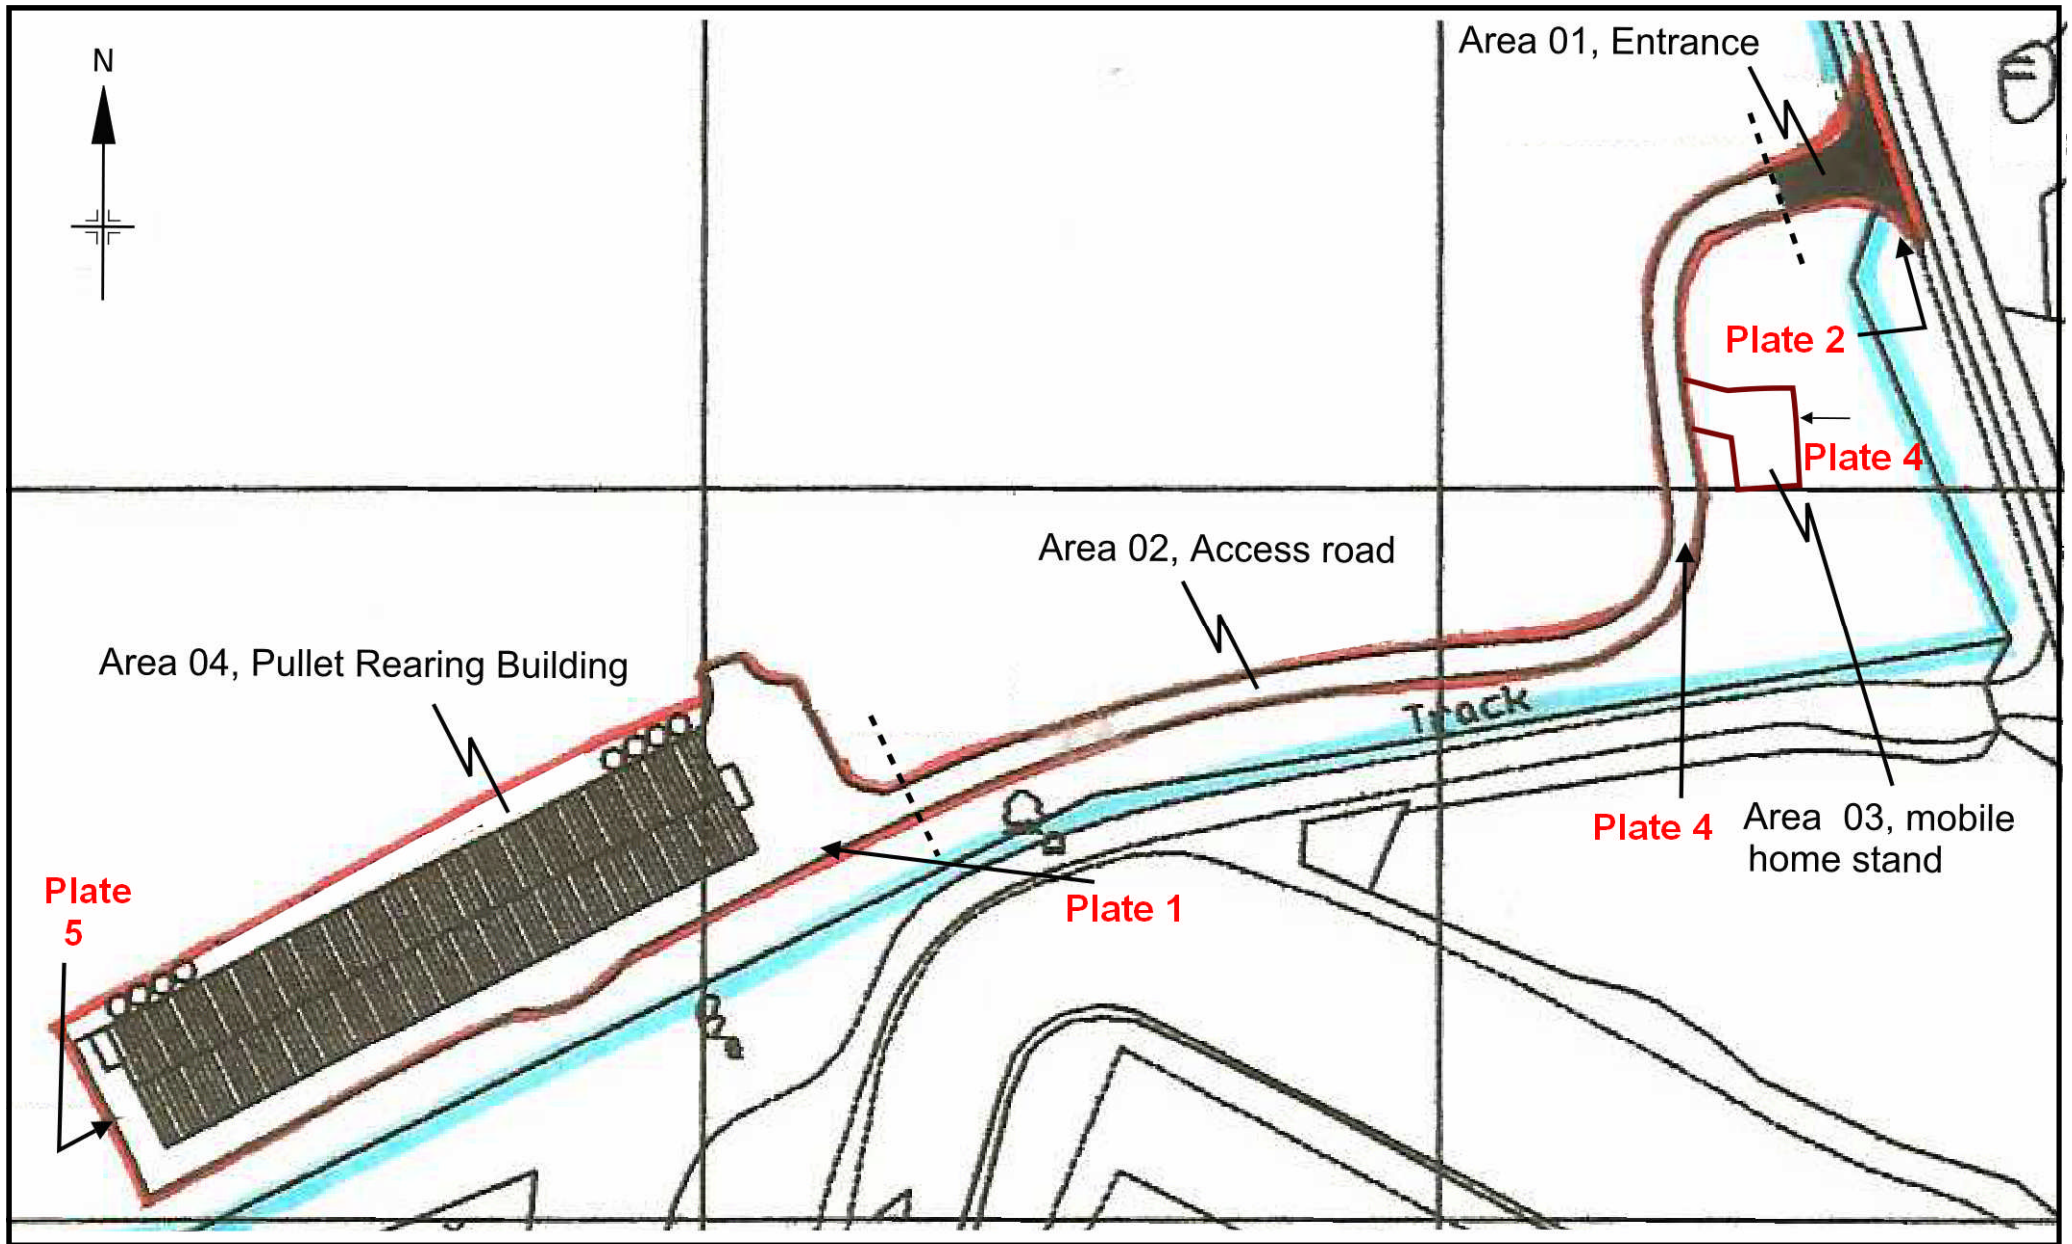 Area 01, Entrance
N
Plate 2
Plate 4
Area 02, Access road
Area 04, Pullet Rearing Building
Track
Plate 4
Area 03, mobile
home stand
Plate
5
Plate 1